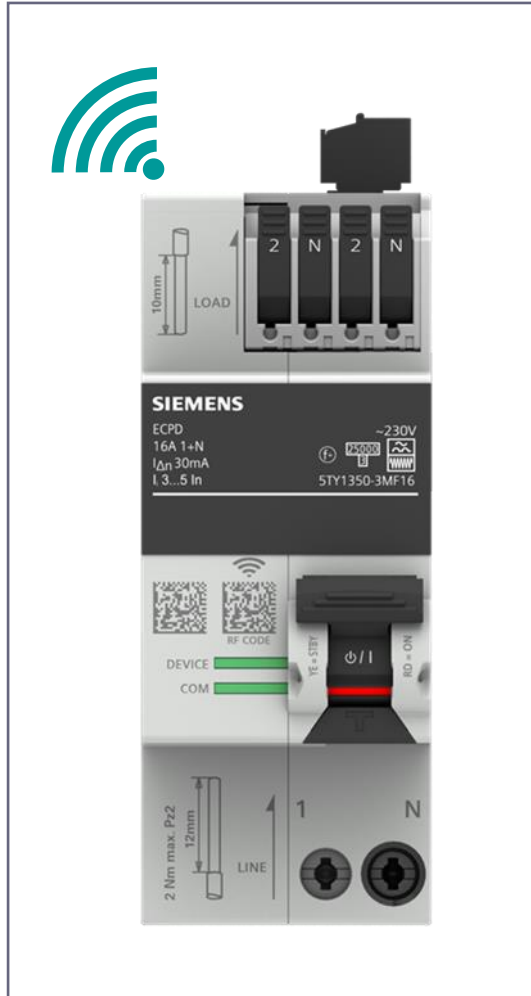 2 N 2 N
10mm
LOAD
SIEMENS
ECPD
16A 1+N
IΔn 30mA
I, 3...5 In
~230V
f+ 25000
3
5TY1350-3MF16
RF CODE
DEVICE
COM
YE = STBY
⏻/I
RD = ON
T
2 Nm max. Pz2
12mm
LINE
1 N